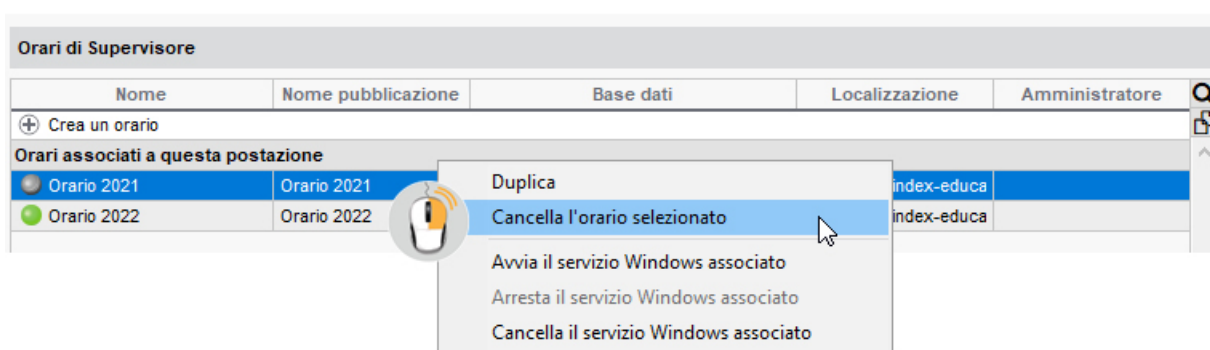 Orari di Supervisore
Nome Nome pubblicazione Base dati Localizzazione Amministratore
Crea un orario
Orari associati a questa postazione
Orario 2021 Orario 2021 index-educa
Orario 2022 Orario 2022 index-educa
Duplica
Cancella l'orario selezionato
Avvia il servizio Windows associato
Arresta il servizio Windows associato
Cancella il servizio Windows associato